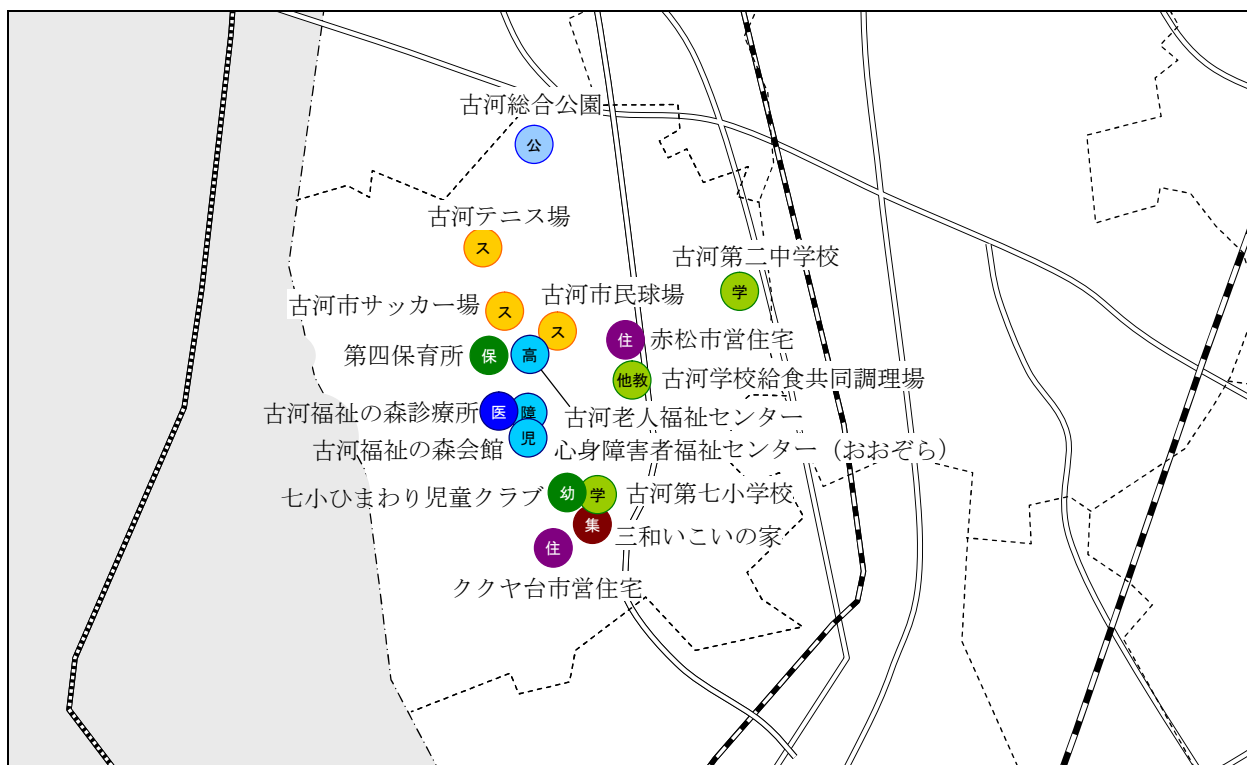 古河総合公園
公
古河テニス場
ス
古河第二中学校
学
古河市サッカー場
ス
古河市民球場
ス
住
赤松市営住宅
第四保育所
保
高
他教
古河学校給食共同調理場
古河福祉の森診療所
医
障
古河老人福祉センター
古河福祉の森会館
児
心身障害者福祉センター（おおぞら）
七小ひまわり児童クラブ
幼
学
古河第七小学校
集
三和いこいの家
住
ククヤ台市営住宅